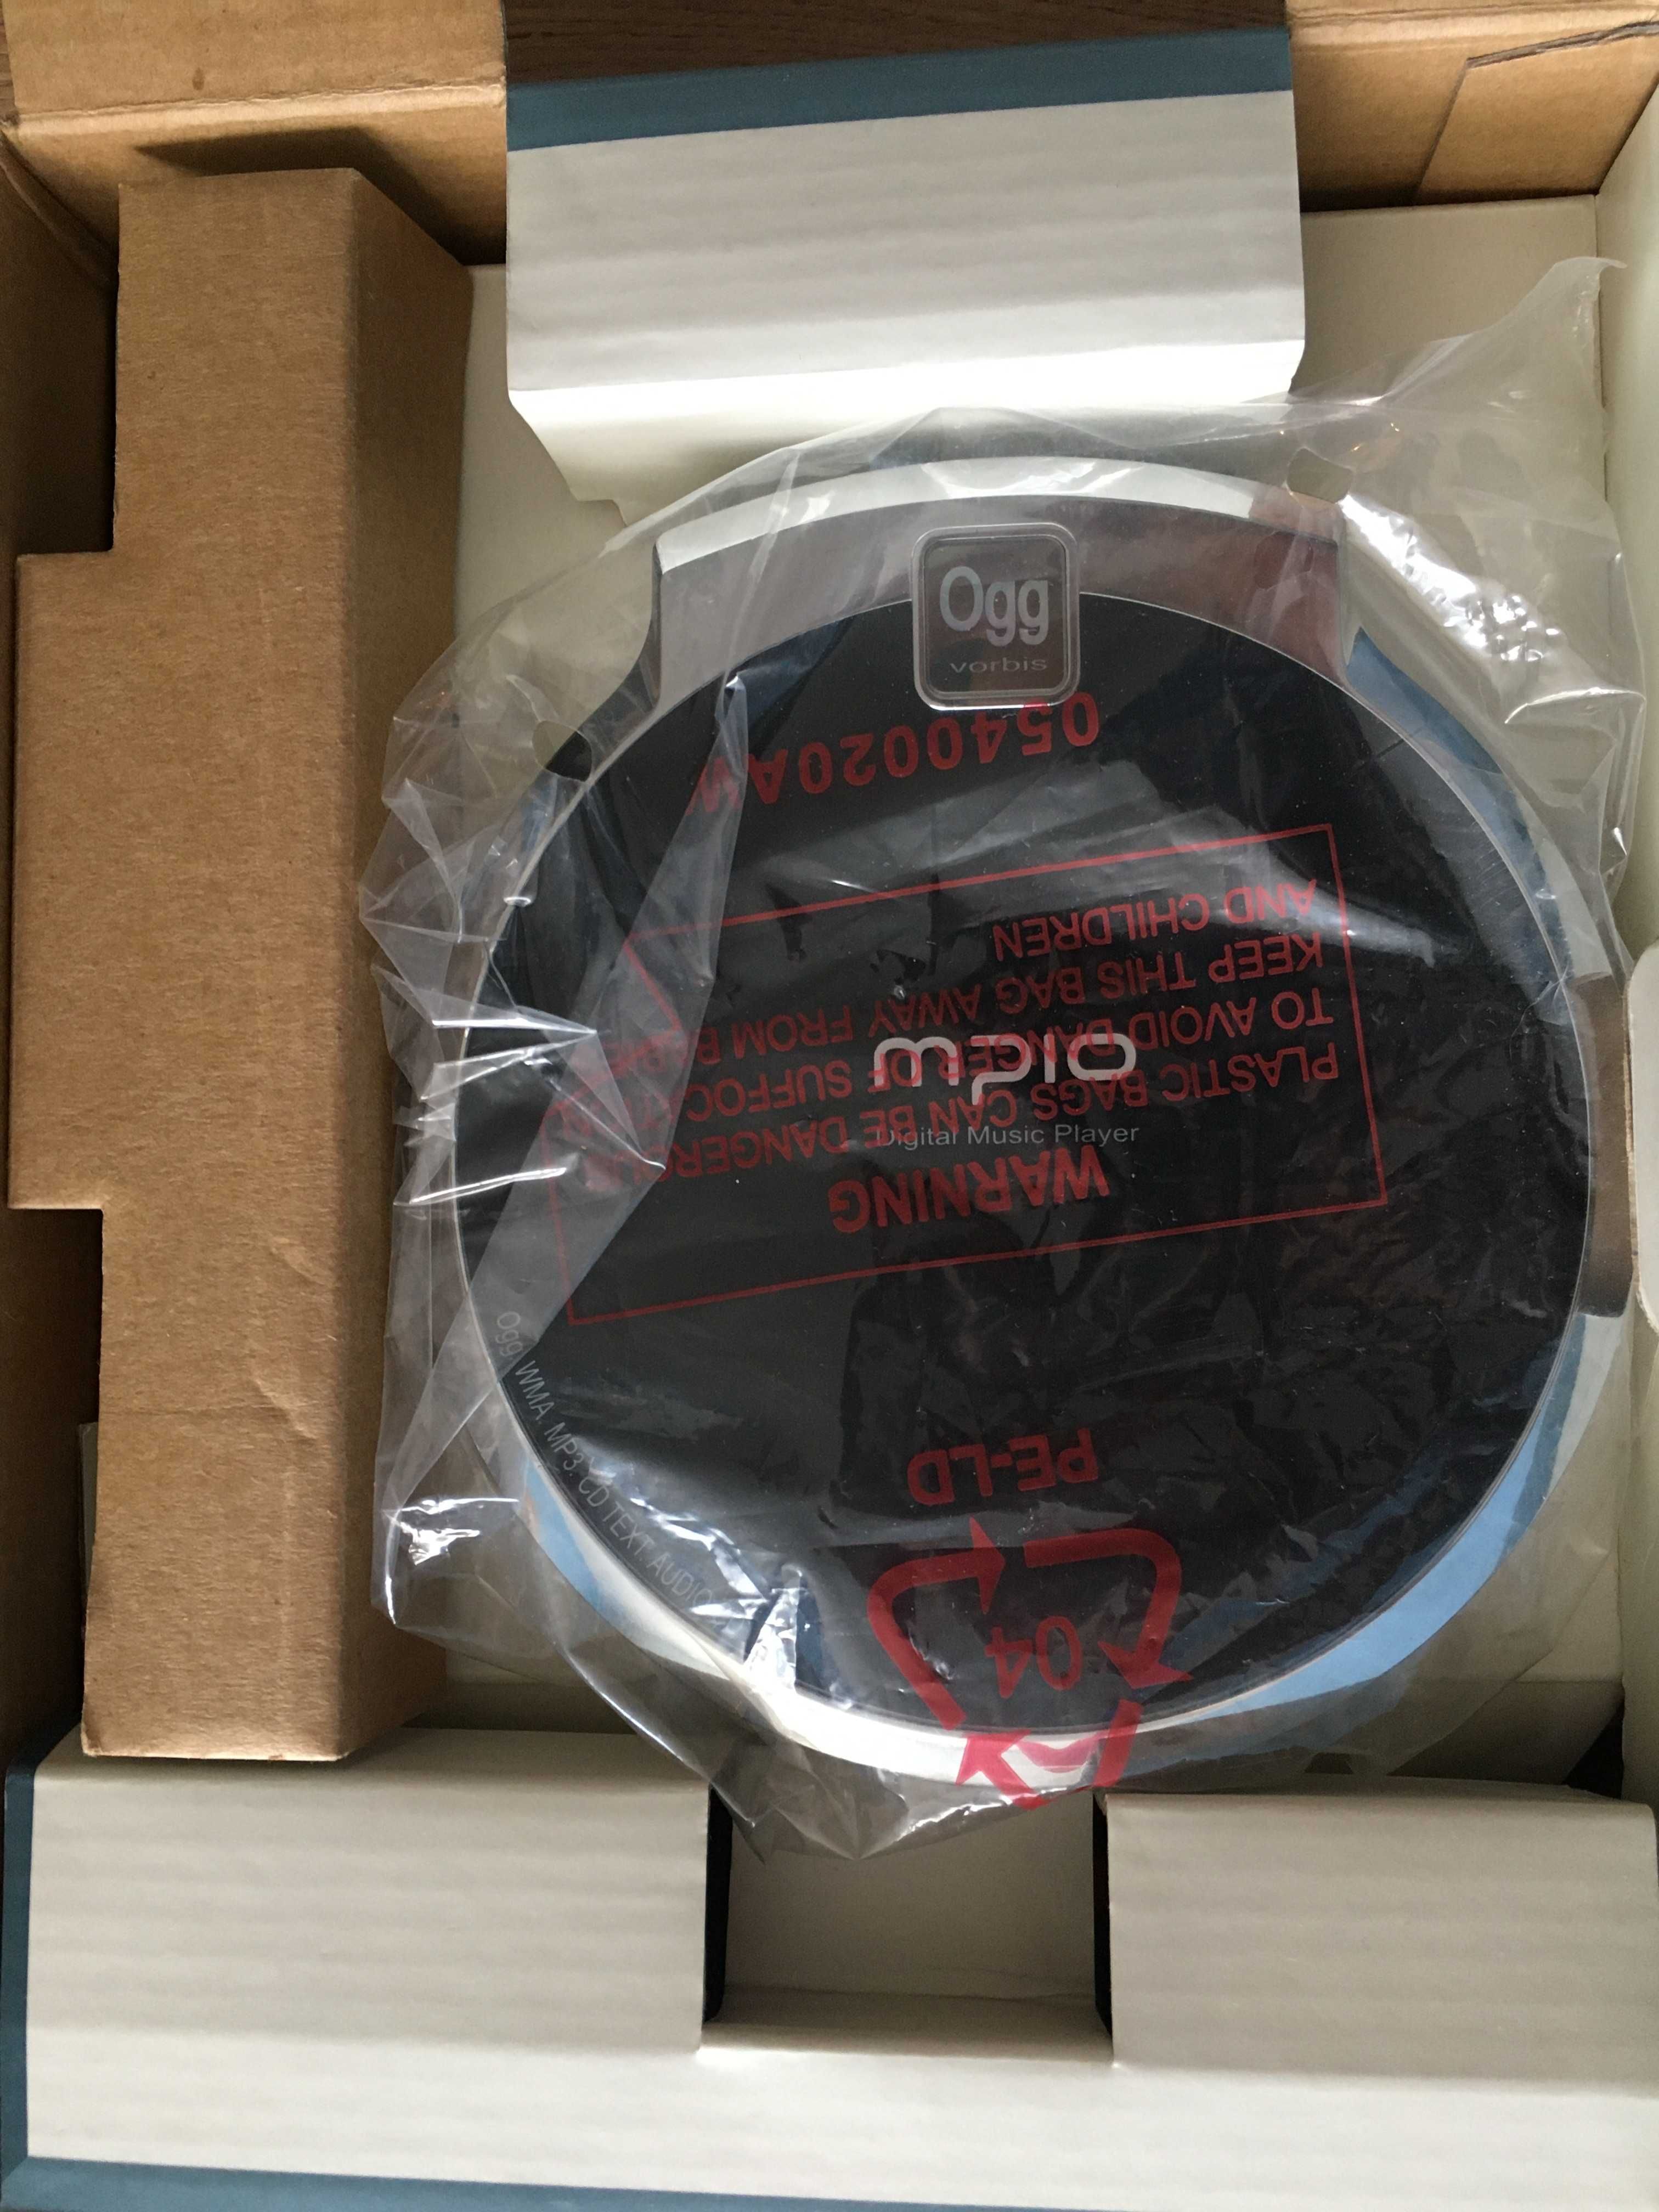 Ogg
vorbis
mpio
Digital Music Player
Ogg. WMA. MP3. CD TEXT. AUDIO
0540020A
WARNING
PLASTIC BAGS CAN BE DANGEROUS
TO AVOID DANGER OF SUFFOCATION
KEEP THIS BAG AWAY FROM
AND CHILDREN
PE-LD
04